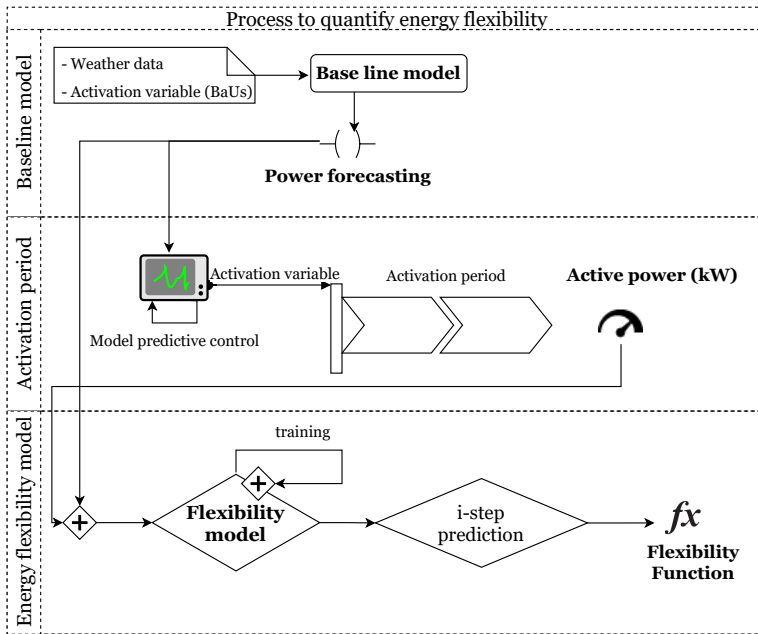 Process to quantify energy flexibility
Baseline model
- Weather data
- Activation variable (BaUs)
Base line model
Power forecasting
Activation period
Activation variable
Activation period
Active power (kW)
Model predictive control
Energy flexibility model
training
Flexibility
model
i-step
prediction
fx
Flexibility
Function